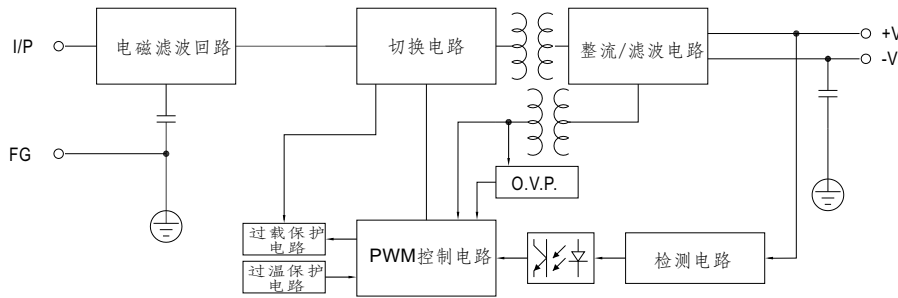 I/P
电磁滤波回路
切换电路
整流/滤波电路
+V
-V
FG
O.V.P.
过载保护
电路
过温保护
电路
PWM控制电路
检测电路